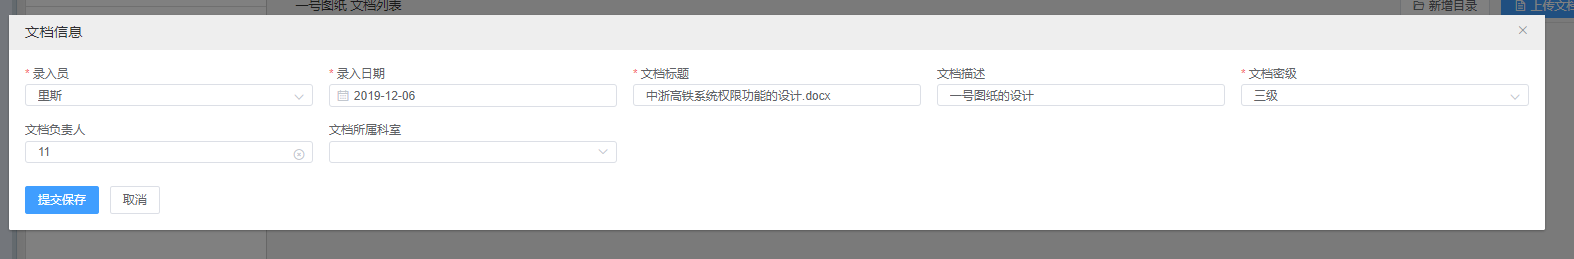 一号图纸 文档列表
新增目录
上传文档
文档信息
* 录入员
* 录入日期
* 文档标题
文档描述
* 文档密级
里斯
2019-12-06
中浙高铁系统权限功能的设计.docx
一号图纸的设计
三级
文档负责人
文档所属科室
11
提交保存
取消